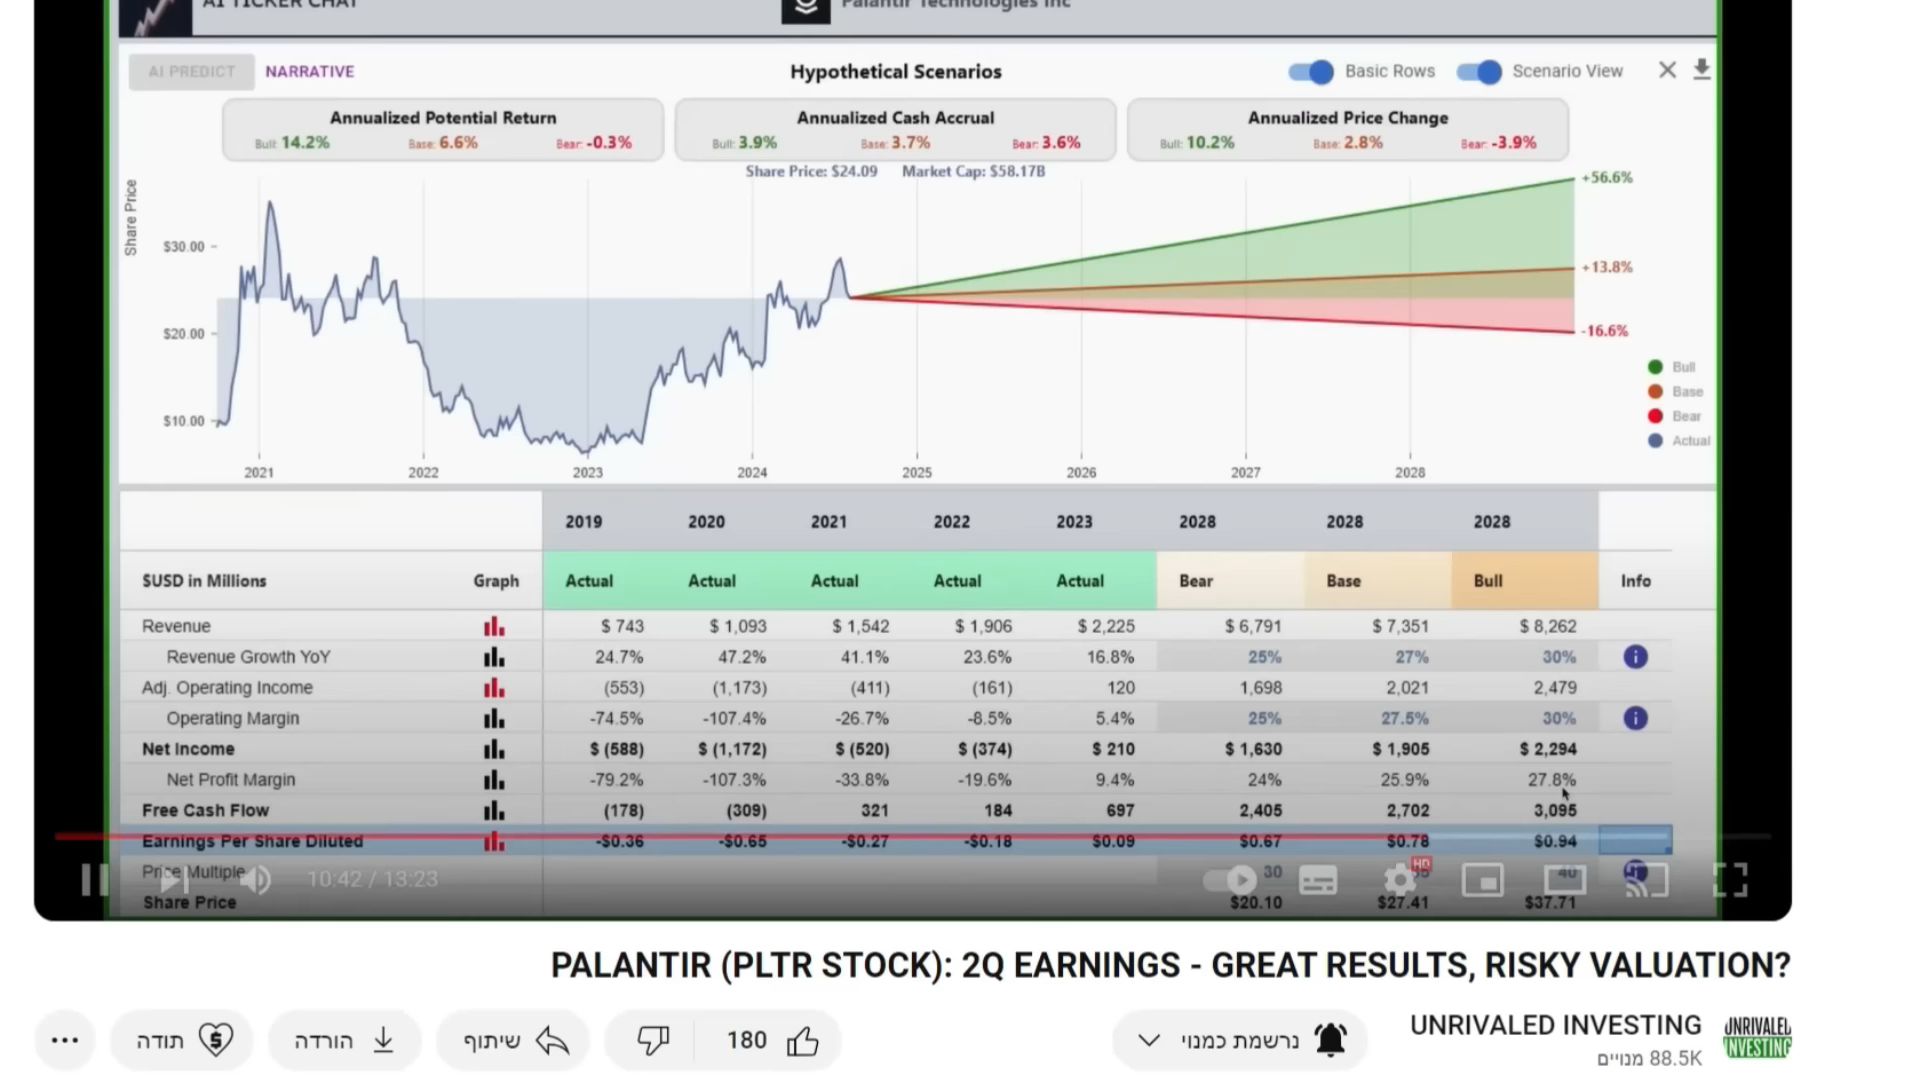 AI TICKER CHAT
Palantir Technologies Inc
AI PREDICT NARRATIVE Hypothetical Scenarios Basic Rows Scenario View
Annualized Potential Return
Bull: 14.2% Base: 6.6% Bear: -0.3%
Annualized Cash Accrual
Bull: 3.9% Base: 3.7% Bear: 3.6%
Annualized Price Change
Bull: 10.2% Base: 2.8% Bear: -3.9%
Share Price: $24.09 Market Cap: $58.17B
Share Price
$30.00
$20.00
$10.00
+56.6%
+13.8%
-16.6%
Bull
Base
Bear
Actual
2021 2022 2023 2024 2025 2026 2027 2028
2019 2020 2021 2022 2023 2028 2028 2028
$USD in Millions Graph Actual Actual Actual Actual Actual Bear Base Bull Info
Revenue $ 743 $ 1,093 $ 1,542 $ 1,906 $ 2,225 $ 6,791 $ 7,351 $ 8,262
Revenue Growth YoY 24.7% 47.2% 41.1% 23.6% 16.8% 25% 27% 30%
Adj. Operating Income (553) (1,173) (411) (161) 120 1,698 2,021 2,479
Operating Margin -74.5% -107.4% -26.7% -8.5% 5.4% 25% 27.5% 30%
Net Income $ (588) $ (1,172) $ (520) $ (374) $ 210 $ 1,630 $ 1,905 $ 2,294
Net Profit Margin -79.2% -107.3% -33.8% -19.6% 9.4% 24% 25.9% 27.8%
Free Cash Flow (178) (309) 321 184 697 2,405 2,702 3,095
Earnings Per Share Diluted -$0.36 -$0.65 -$0.27 -$0.18 $0.09 $0.67 $0.78 $0.94
Price Multiple 30 40
10:42 / 13:23 HD
Share Price $20.10 $27.41 $37.71
PALANTIR (PLTR STOCK): 2Q EARNINGS - GREAT RESULTS, RISKY VALUATION?
UNRIVALED INVESTING
88.5K מנויים
UNRIVALED
INVESTING
נרשמת כמנוי
180
שיתוף
הורדה
תודה